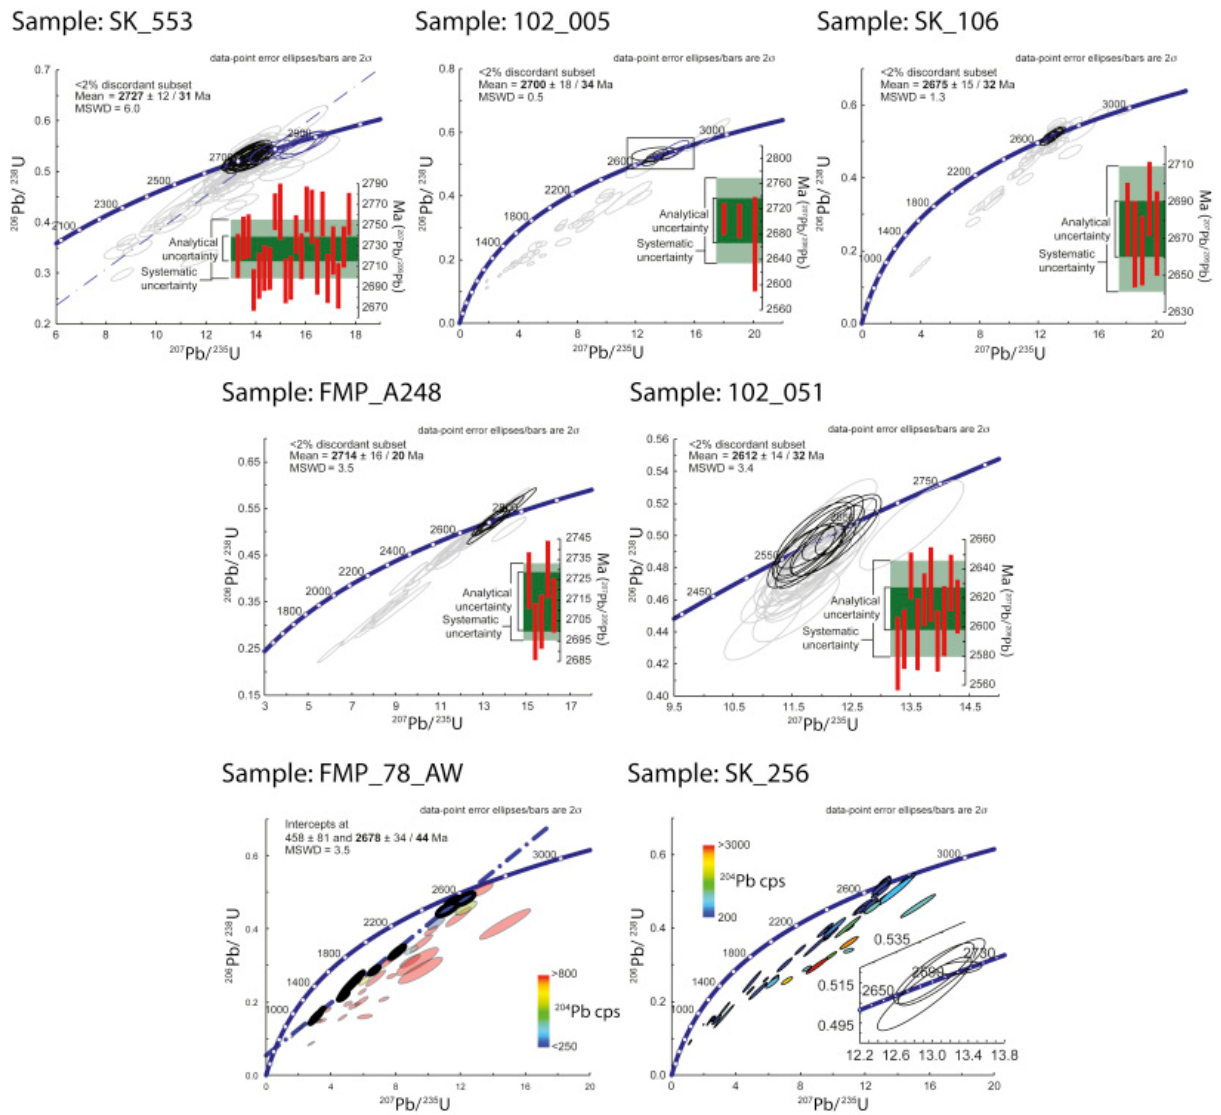 Sample: SK_553
data-point error ellipses/bars are 2σ
<2% discordant subset
Mean = 2727 ± 12 / 31 Ma
MSWD = 6.0
0.7
0.6
0.5
0.4
0.3
0.2
2100
2300
2500
2700
2900
Analytical
uncertainty
Systematic
uncertainty
2790
2770
2750
2730
2710
2690
2670
Ma (207Pb/206Pb)
206Pb/ 238U
6 8 10 12 14 16 18
207Pb/ 235U
Sample: 102_005
data-point error ellipses/bars are 2σ
<2% discordant subset
Mean = 2700 ± 18 / 34 Ma
MSWD = 0.5
0.8
0.6
0.4
0.2
0.0
1400
1800
2200
2600
3000
Analytical
uncertainty
Systematic
uncertainty
2800
2760
2720
2680
2640
2600
2560
Ma (207Pb/206Pb)
206Pb/ 238U
0 4 8 12 16 20
207Pb/ 235U
Sample: SK_106
data-point error ellipses/bars are 2σ
<2% discordant subset
Mean = 2675 ± 15 / 32 Ma
MSWD = 1.3
0.6
0.4
0.2
0.0
1000
1400
1800
2200
2600
3000
Analytical
uncertainty
Systematic
uncertainty
2710
2690
2670
2650
2630
Ma (207Pb/206Pb)
206Pb/ 238U
0 4 8 12 16 20
207Pb/ 235U
Sample: FMP_A248
data-point error ellipses/bars are 2σ
<2% discordant subset
Mean = 2714 ± 16 / 20 Ma
MSWD = 3.5
0.65
0.55
0.45
0.35
0.25
0.15
1800
2000
2200
2400
2600
2800
Analytical
uncertainty
Systematic
uncertainty
2745
2735
2725
2715
2705
2695
2685
Ma (207Pb/206Pb)
206Pb/ 238U
3 5 7 9 11 13 15 17
207Pb/ 235U
Sample: 102_051
data-point error ellipses/bars are 2σ
<2% discordant subset
Mean = 2612 ± 14 / 32 Ma
MSWD = 3.4
0.56
0.54
0.52
0.50
0.48
0.46
0.44
0.42
0.40
2450
2550
2650
2750
Analytical
uncertainty
Systematic
uncertainty
2660
2640
2620
2600
2580
2560
Ma (207Pb/206Pb)
206Pb/ 238U
9.5 10.5 11.5 12.5 13.5 14.5
207Pb/ 235U
Sample: FMP_78_AW
data-point error ellipses/bars are 2σ
Intercepts at
458 ± 81 and 2678 ± 34 / 44 Ma
MSWD = 3.5
0.6
0.4
0.2
0.0
1000
1400
1800
2200
2600
3000
>800
204Pb cps
<250
206Pb/ 238U
0 4 8 12 16 20
207Pb/ 235U
Sample: SK_256
data-point error ellipses/bars are 2σ
0.6
0.4
0.2
0.0
>3000
204Pb cps
200
1000
1400
1800
2200
2600
3000
0.535
0.515
0.495
2650
2690
2730
12.2 12.6 13.0 13.4 13.8
206Pb/ 238U
0 4 8 12 16 20
207Pb/ 235U